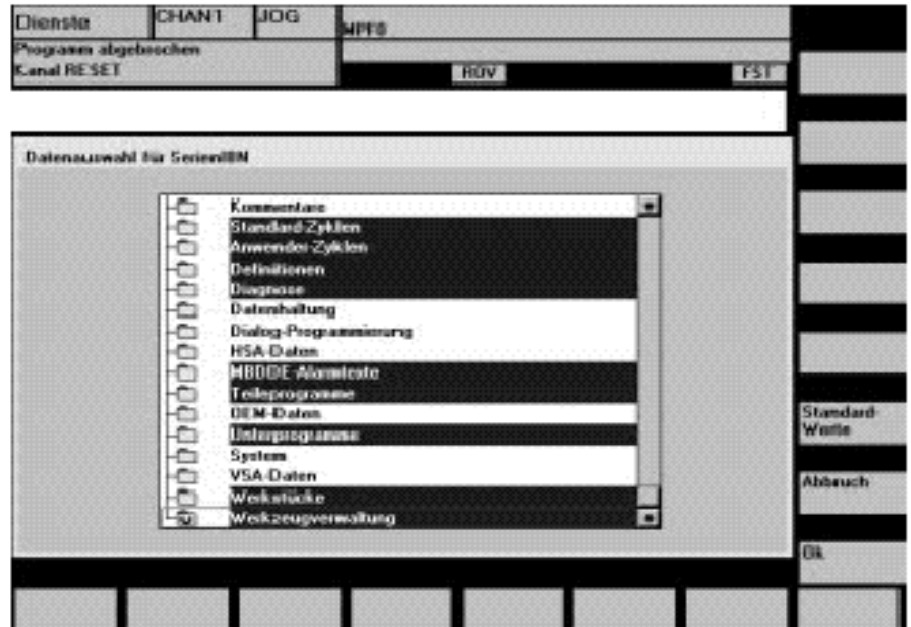 Dienste CHAN1 JOG MPF0
Programm abgebrochen
Kanal RESET ROV FST
Datenauswahl für SerienIBN
Kommentare
Standard-Zyklen
Anwender-Zyklen
Definitionen
Diagnose
Datenhaltung
Dialog-Programmierung
HSA-Daten
MBDDE-Alarmtexte
Teileprogramme
OEM-Daten
Unterprogramme
System
VSA-Daten
Werkstücke
Werkzeugverwaltung
Standard-
Werte
Abbruch
Ok